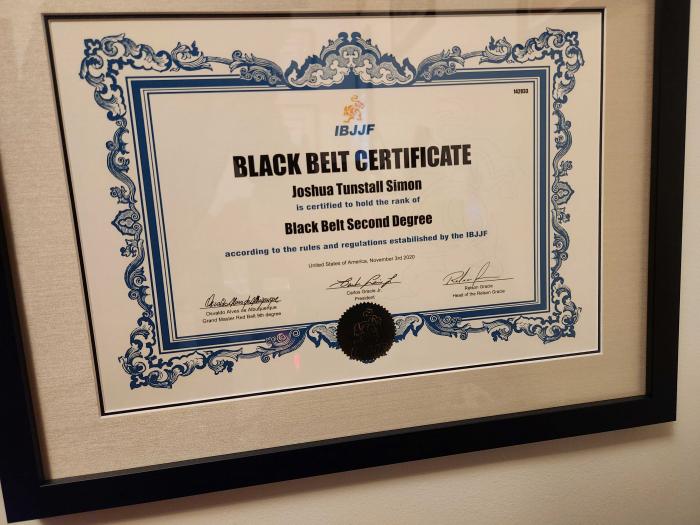 142033
IBJJF
BLACK BELT CERTIFICATE
Joshua Tunstall Simon
is certified to hold the rank of
Black Belt Second Degree
according to the rules and regulations estabilished by the IBJJF
United States of America, November 3rd 2020
Osvaldo Alves de Albuquerque
Grand Master Red Belt 9th degree
Carlos Gracie Jr.
President
Relson Gracie
Head of the Relson Gracie